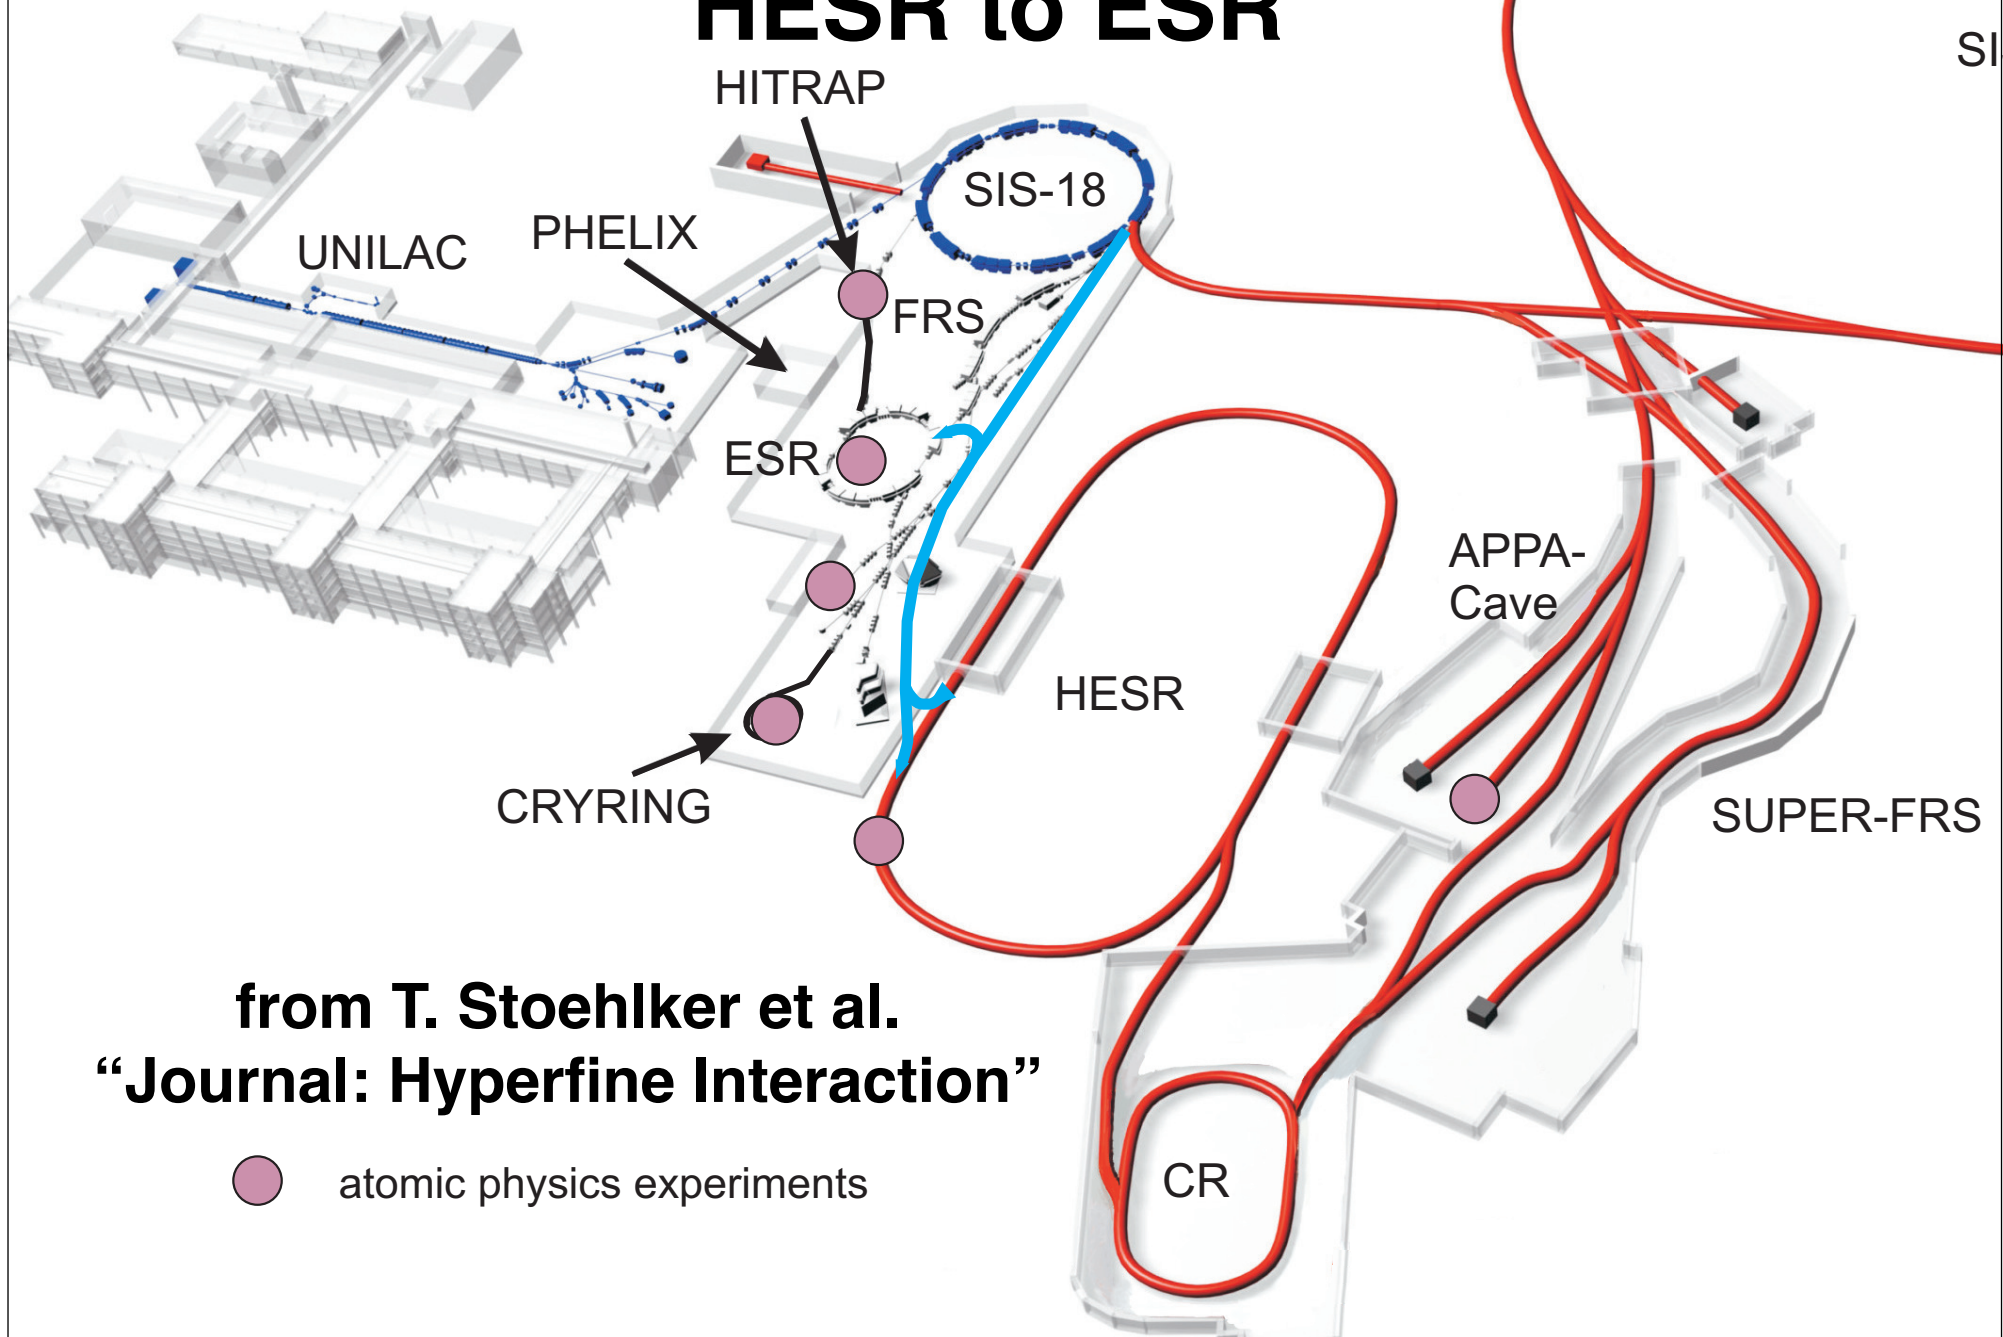 HESR to ESR
HITRAP
SIS-18
PHELIX
UNILAC
FRS
ESR
APPA-
Cave
HESR
CRYRING
SUPER-FRS
from T. Stoehlker et al.
“Journal: Hyperfine Interaction”
atomic physics experiments
CR